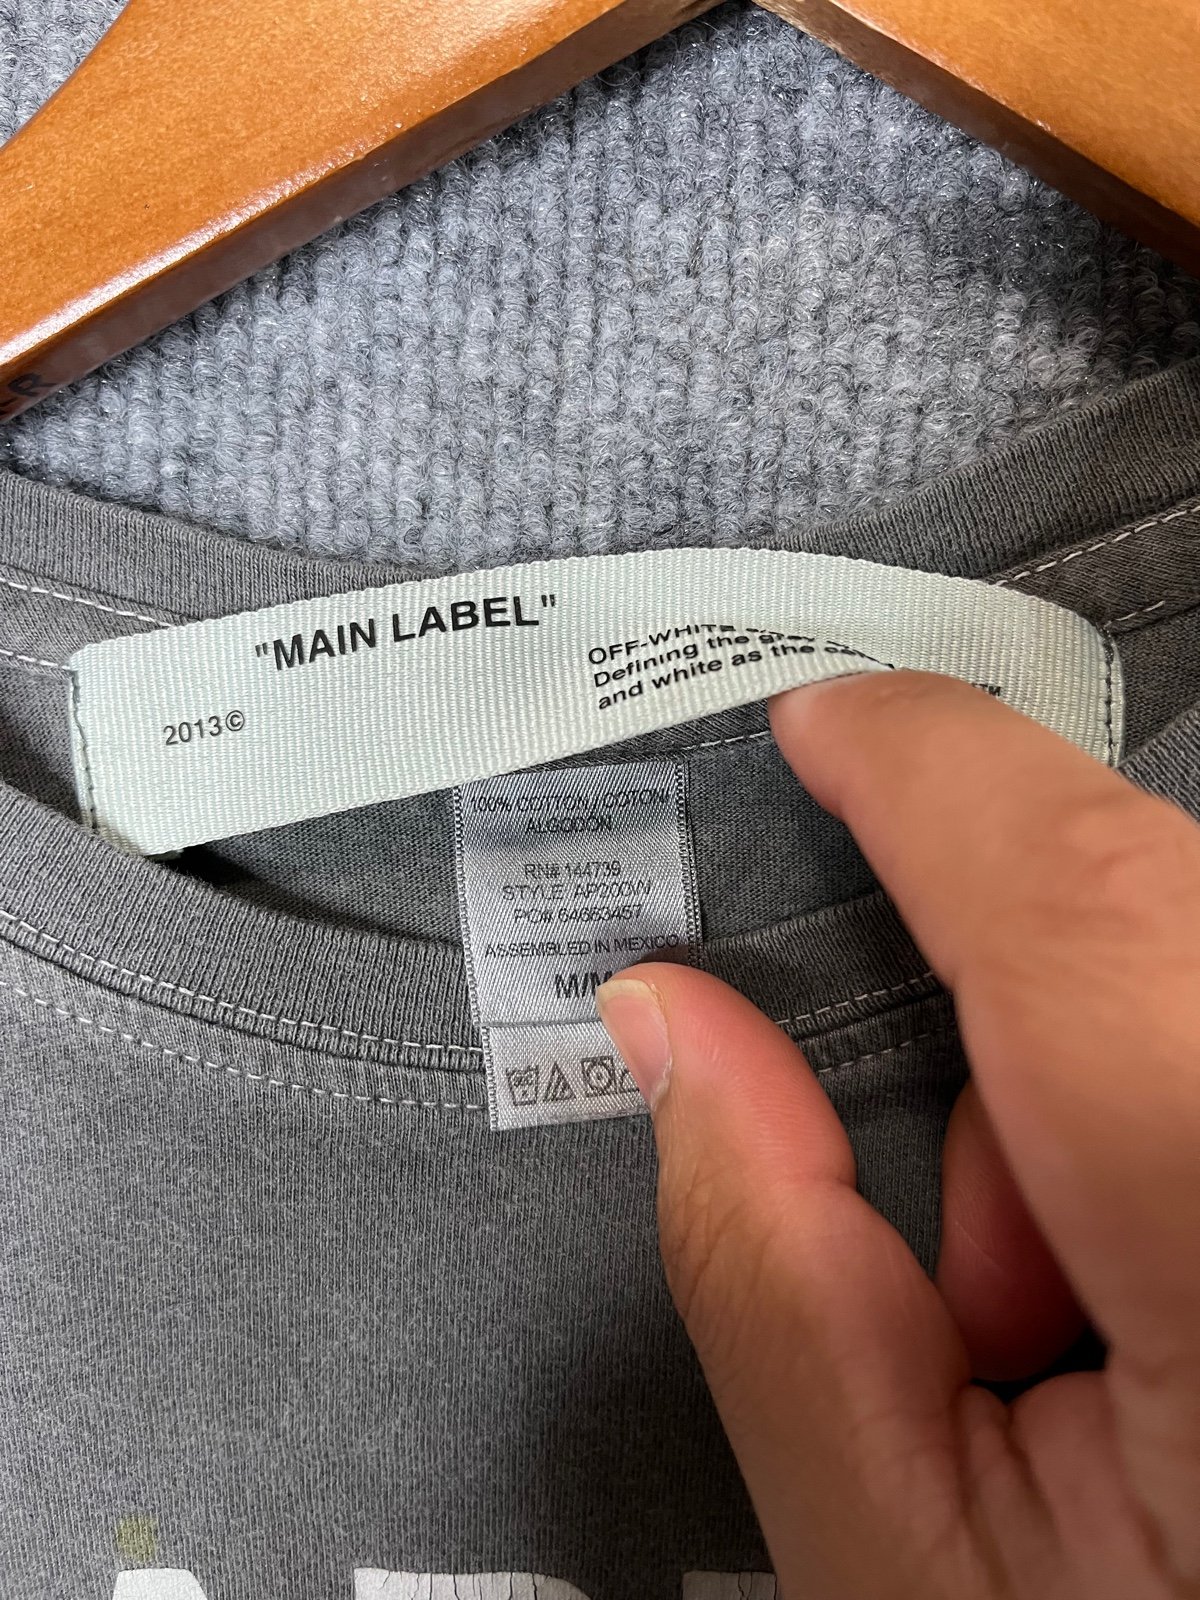 "MAIN LABEL"
2013©
OFF-WHITE
Defining the grey
and white as the
100% COTTON/ COTON/
ALGODON
RN# 144739
STYLE AP200W
PO# 64663457
ASSEMBLED IN MEXICO
M/M